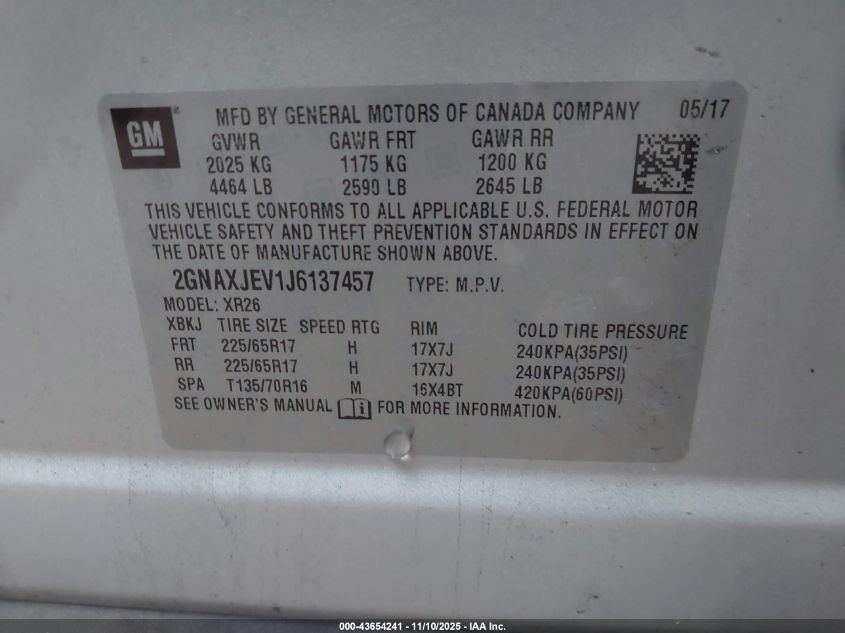 GM
MFD BY GENERAL MOTORS OF CANADA COMPANY 05/17
GVWR GAWR FRT GAWR RR
2025 KG 1175 KG 1200 KG
4464 LB 2590 LB 2645 LB
THIS VEHICLE CONFORMS TO ALL APPLICABLE U.S. FEDERAL MOTOR
VEHICLE SAFETY AND THEFT PREVENTION STANDARDS IN EFFECT ON
THE DATE OF MANUFACTURE SHOWN ABOVE.
2GNAXJEV1J6137457 TYPE: M.P.V.
MODEL: XR26
XBKJ TIRE SIZE SPEED RTG RIM COLD TIRE PRESSURE
FRT 225/65R17 H 17X7J 240KPA(35PSI)
RR 225/65R17 H 17X7J 240KPA(35PSI)
SPA T135/70R16 M 16X4BT 420KPA(60PSI)
SEE OWNER'S MANUAL i FOR MORE INFORMATION.
000-43654241 - 11/10/2025 - IAA Inc.